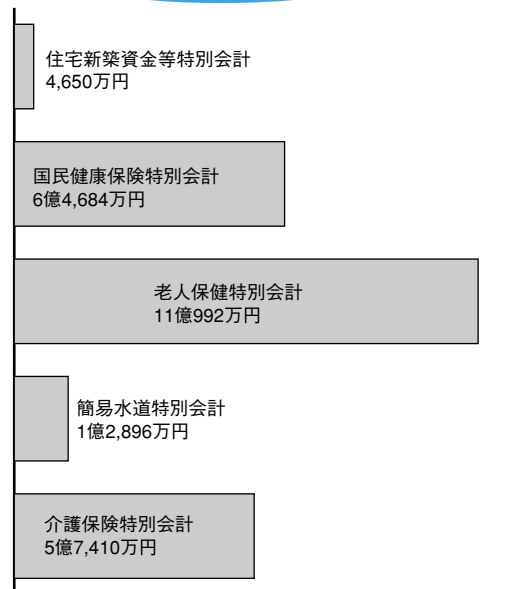 住宅新築資金等特別会計
4,650万円
国民健康保険特別会計
6億4,684万円
老人保健特別会計
11億992万円
簡易水道特別会計
1億2,896万円
介護保険特別会計
5億7,410万円